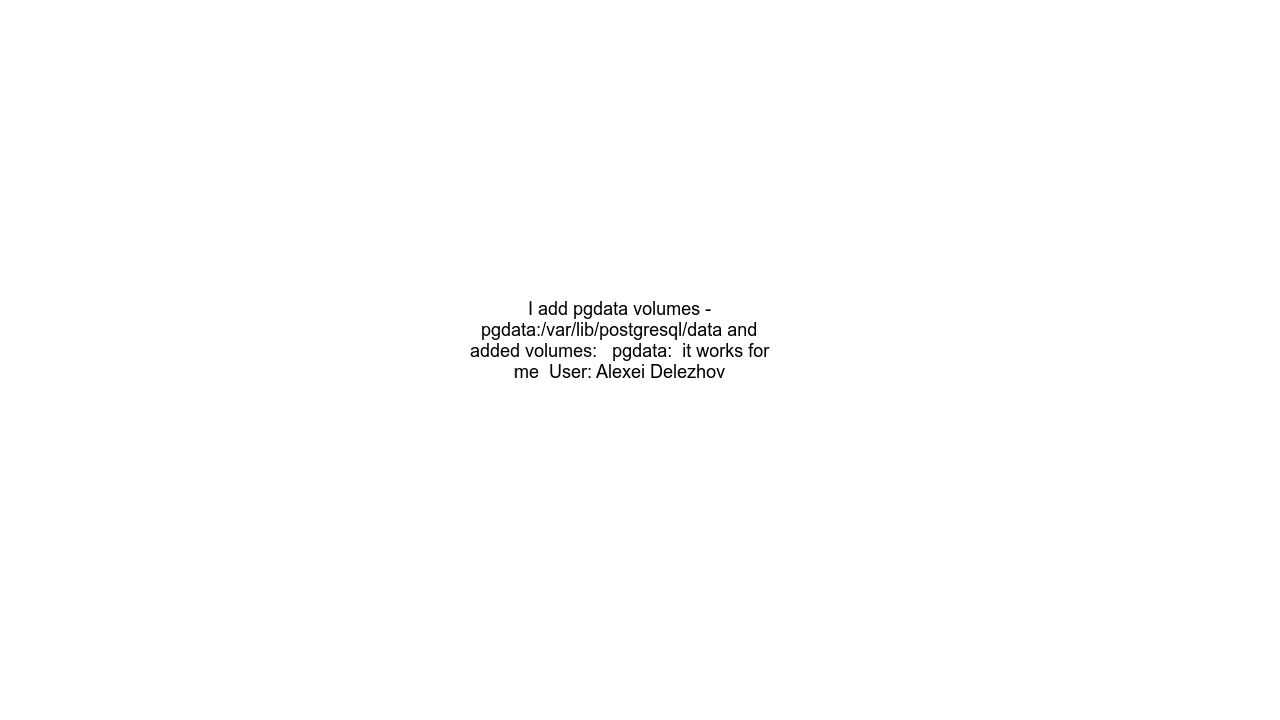 I add pgdata volumes -
pgdata:/var/lib/postgresql/data and
added volumes:   pgdata:  it works for
me  User: Alexei Delezhov